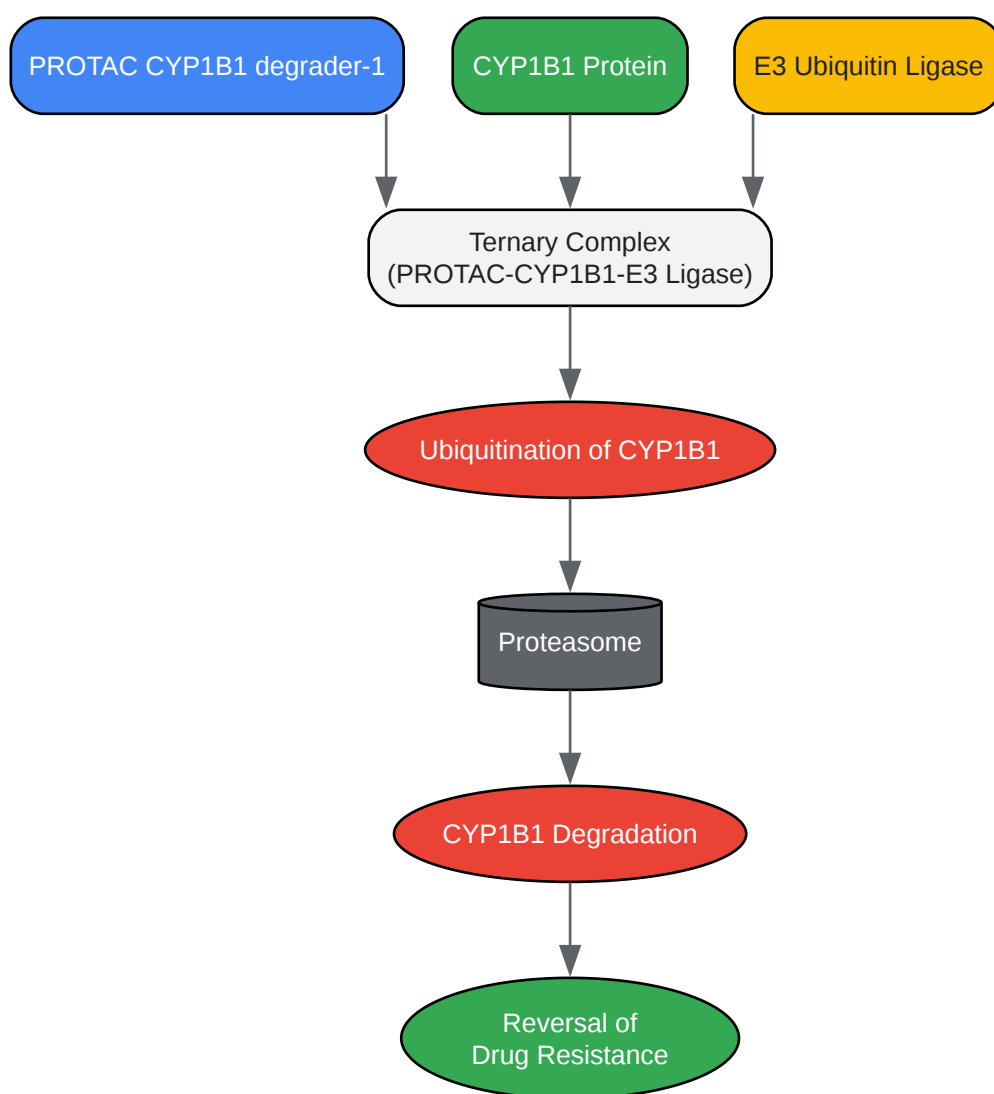 PROTAC CYP1B1 degrader-1
CYP1B1 Protein
E3 Ubiquitin Ligase
Ternary Complex
(PROTAC-CYP1B1-E3 Ligase)
Ubiquitination of CYP1B1
Proteasome
CYP1B1 Degradation
Reversal of
Drug Resistance